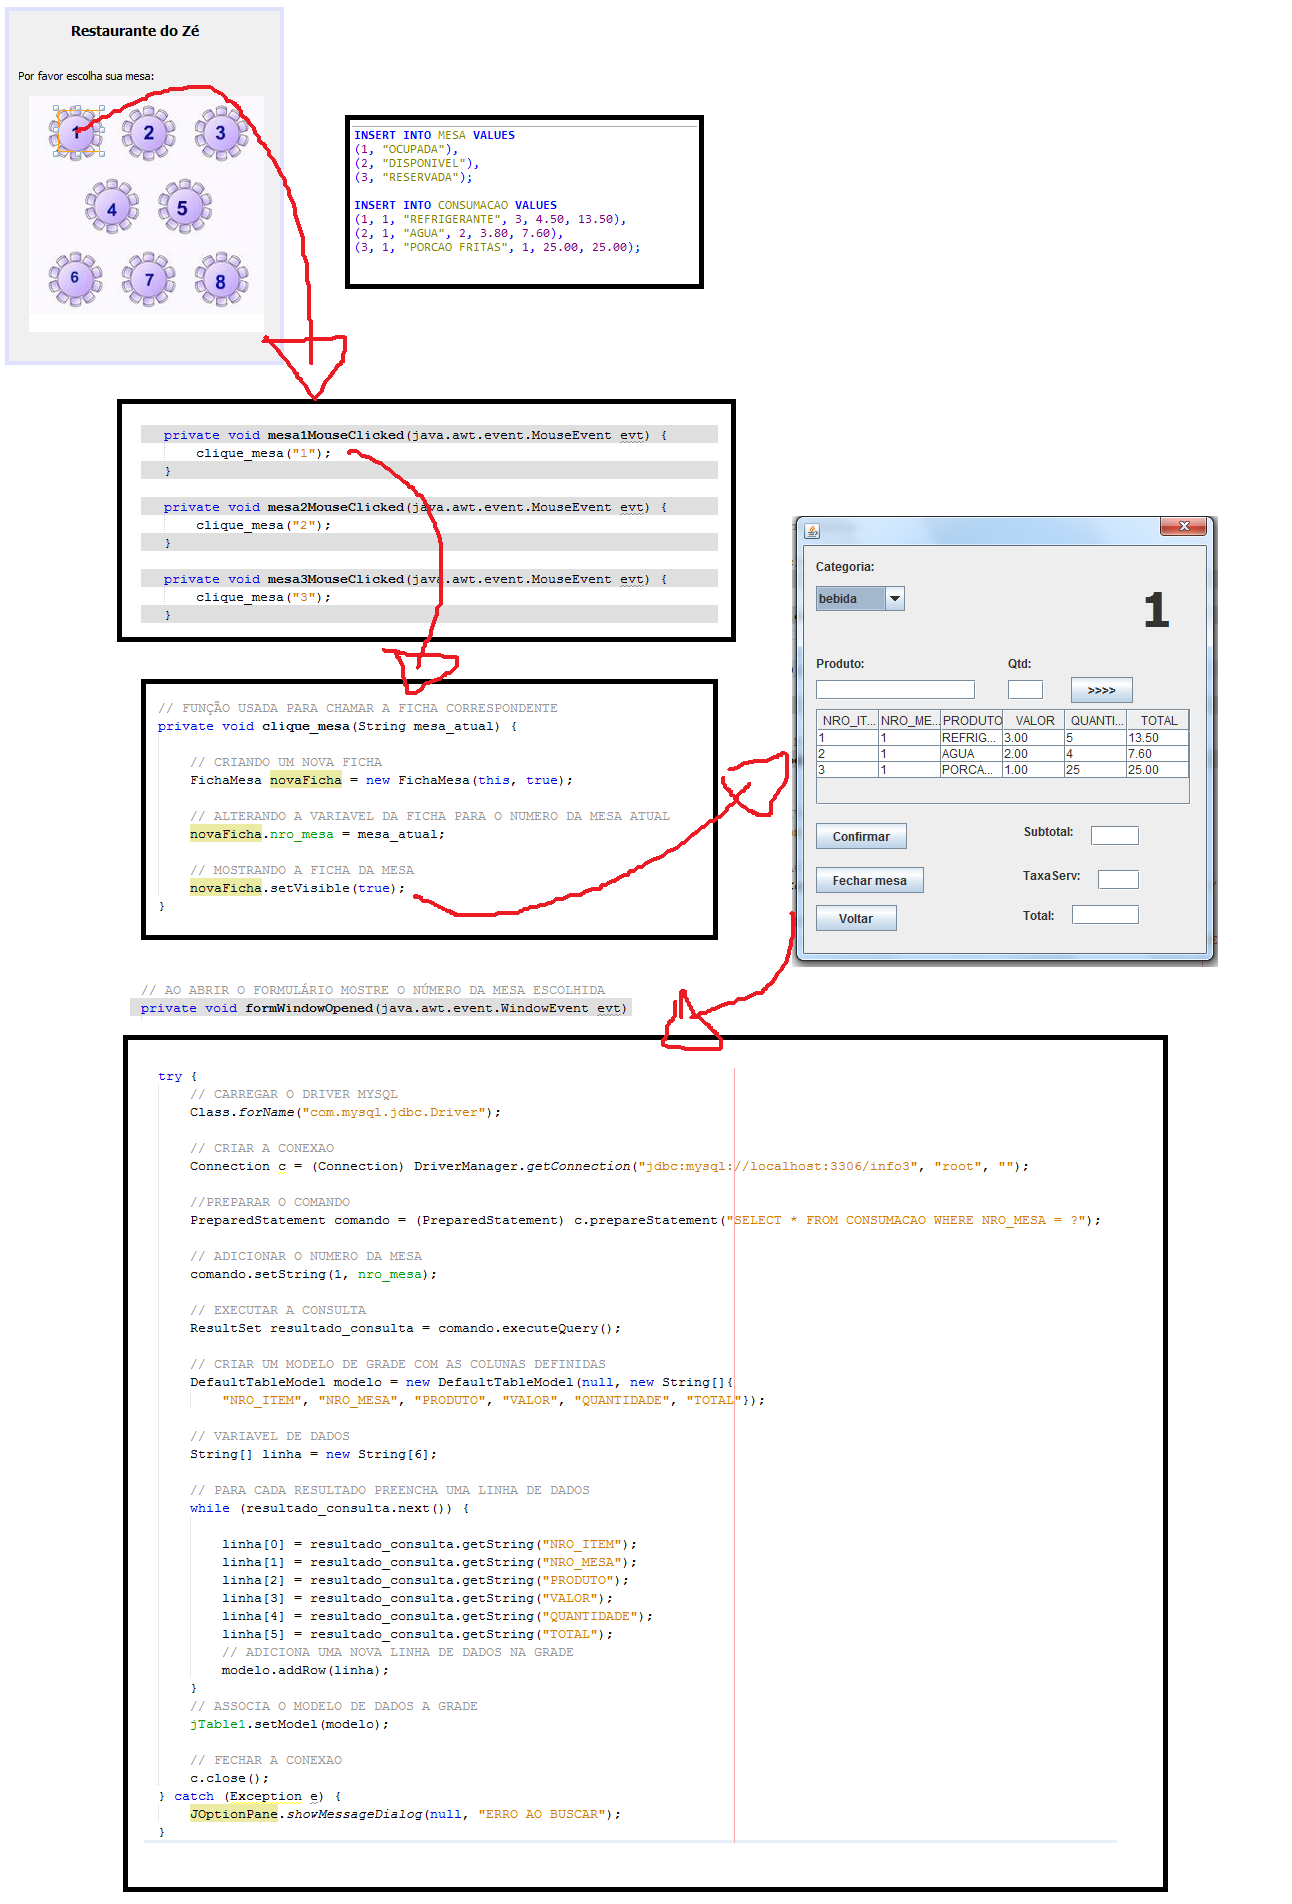 Restaurante do Zé
Por favor escolha sua mesa:
1 2 3
4 5
6 7 8
INSERT INTO MESA VALUES
(1, "OCUPADA"),
(2, "DISPONIVEL"),
(3, "RESERVADA");
INSERT INTO CONSUMACAO VALUES
(1, 1, "REFRIGERANTE", 3, 4.50, 13.50),
(2, 1, "AGUA", 2, 3.80, 7.60),
(3, 1, "PORCAO FRITAS", 1, 25.00, 25.00);
private void mesa1MouseClicked(java.awt.event.MouseEvent evt) {
clique_mesa("1");
}
private void mesa2MouseClicked(java.awt.event.MouseEvent evt) {
clique_mesa("2");
}
private void mesa3MouseClicked(java.awt.event.MouseEvent evt) {
clique_mesa("3");
}
// FUNÇÃO USADA PARA CHAMAR A FICHA CORRESPONDENTE
private void clique_mesa(String mesa_atual) {
// CRIANDO UM NOVA FICHA
FichaMesa novaFicha = new FichaMesa(this, true);
// ALTERANDO A VARIAVEL DA FICHA PARA O NUMERO DA MESA ATUAL
novaFicha.nro_mesa = mesa_atual;
// MOSTRANDO A FICHA DA MESA
novaFicha.setVisible(true);
}
Categoria:
bebida
1
Produto: Qtd:
>>>>
NRO_IT... NRO_ME... PRODUTO VALOR QUANTI... TOTAL
1 1 REFRIG... 3.00 5 13.50
2 1 AGUA 2.00 4 7.60
3 1 PORCA... 1.00 25 25.00
Confirmar Subtotal:
Fechar mesa TaxaServ:
Voltar Total:
// AO ABRIR O FORMULÁRIO MOSTRE O NÚMERO DA MESA ESCOLHIDA
private void formWindowOpened(java.awt.event.WindowEvent evt)
try {
// CARREGAR O DRIVER MYSQL
Class.forName("com.mysql.jdbc.Driver");
// CRIAR A CONEXAO
Connection c = (Connection) DriverManager.getConnection("jdbc:mysql://localhost:3306/info3", "root", "");
//PREPARAR O COMANDO
PreparedStatement comando = (PreparedStatement) c.prepareStatement("SELECT * FROM CONSUMACAO WHERE NRO_MESA = ?");
// ADICIONAR O NUMERO DA MESA
comando.setString(1, nro_mesa);
// EXECUTAR A CONSULTA
ResultSet resultado_consulta = comando.executeQuery();
// CRIAR UM MODELO DE GRADE COM AS COLUNAS DEFINIDAS
DefaultTableModel modelo = new DefaultTableModel(null, new String[]{
"NRO_ITEM", "NRO_MESA", "PRODUTO", "VALOR", "QUANTIDADE", "TOTAL"});
// VARIAVEL DE DADOS
String[] linha = new String[6];
// PARA CADA RESULTADO PREENCHA UMA LINHA DE DADOS
while (resultado_consulta.next()) {
linha[0] = resultado_consulta.getString("NRO_ITEM");
linha[1] = resultado_consulta.getString("NRO_MESA");
linha[2] = resultado_consulta.getString("PRODUTO");
linha[3] = resultado_consulta.getString("VALOR");
linha[4] = resultado_consulta.getString("QUANTIDADE");
linha[5] = resultado_consulta.getString("TOTAL");
// ADICIONA UMA NOVA LINHA DE DADOS NA GRADE
modelo.addRow(linha);
}
// ASSOCIA O MODELO DE DADOS A GRADE
jTable1.setModel(modelo);
// FECHAR A CONEXAO
c.close();
} catch (Exception e) {
JOptionPane.showMessageDialog(null, "ERRO AO BUSCAR");
}